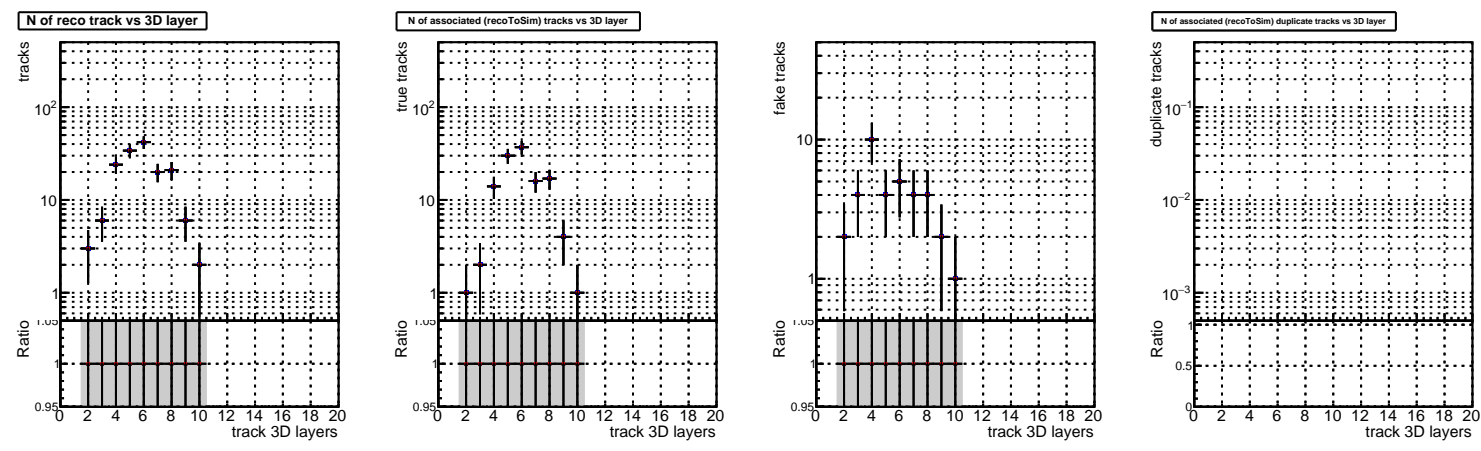 N of reco track vs 3D layer
tracks
10²
10
1
Ratio
1.05
1
0.95
0 2 4 6 8 10 12 14 16 18 20
track 3D layers
N of associated (recoToSim) tracks vs 3D layer
true tracks
10²
10
1
Ratio
1.05
1
0.95
0 2 4 6 8 10 12 14 16 18 20
track 3D layers
fake tracks
10
1
Ratio
1.05
1
0.95
0 2 4 6 8 10 12 14 16 18 20
track 3D layers
N of associated (recoToSim) duplicate tracks vs 3D layer
duplicate tracks
10⁻¹
10⁻²
10⁻³
Ratio
1
0.5
0
0 2 4 6 8 10 12 14 16 18 20
track 3D layers